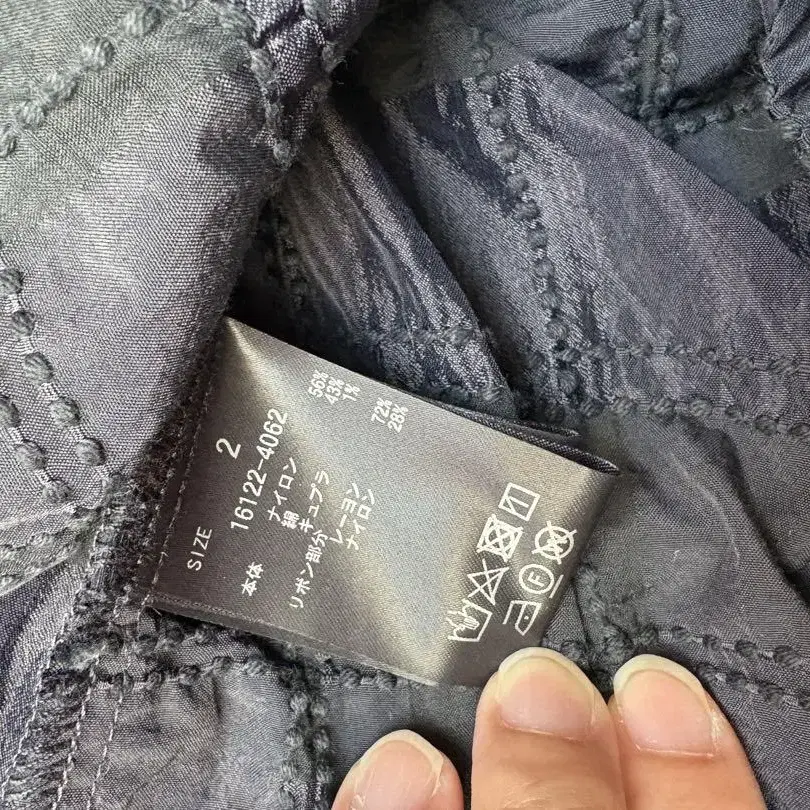 SIZE 2
16122-4062
本体 ナイロン 56%
綿 43%
キュプラ 1%
リボン部分 レーヨン 72%
ナイロン 28%
F